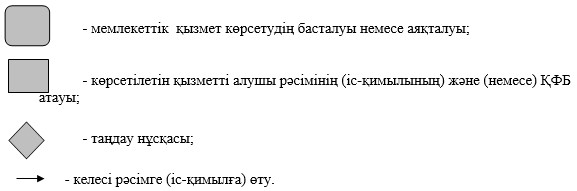 - мемлекеттік  қызмет көрсетудің басталуы немесе аяқталуы;
- көрсетілетін қызметті алушы рәсімінің (іс-қимылының) және (немесе) ҚФБ
атауы;
- таңдау нұсқасы;
- келесі рәсімге (іс-қимылға) өту.